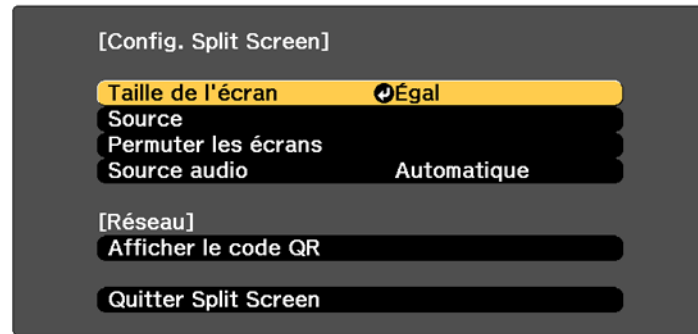 [Config. Split Screen]
Taille de l'écran Égal
Source
Permuter les écrans
Source audio Automatique
[Réseau]
Afficher le code QR
Quitter Split Screen